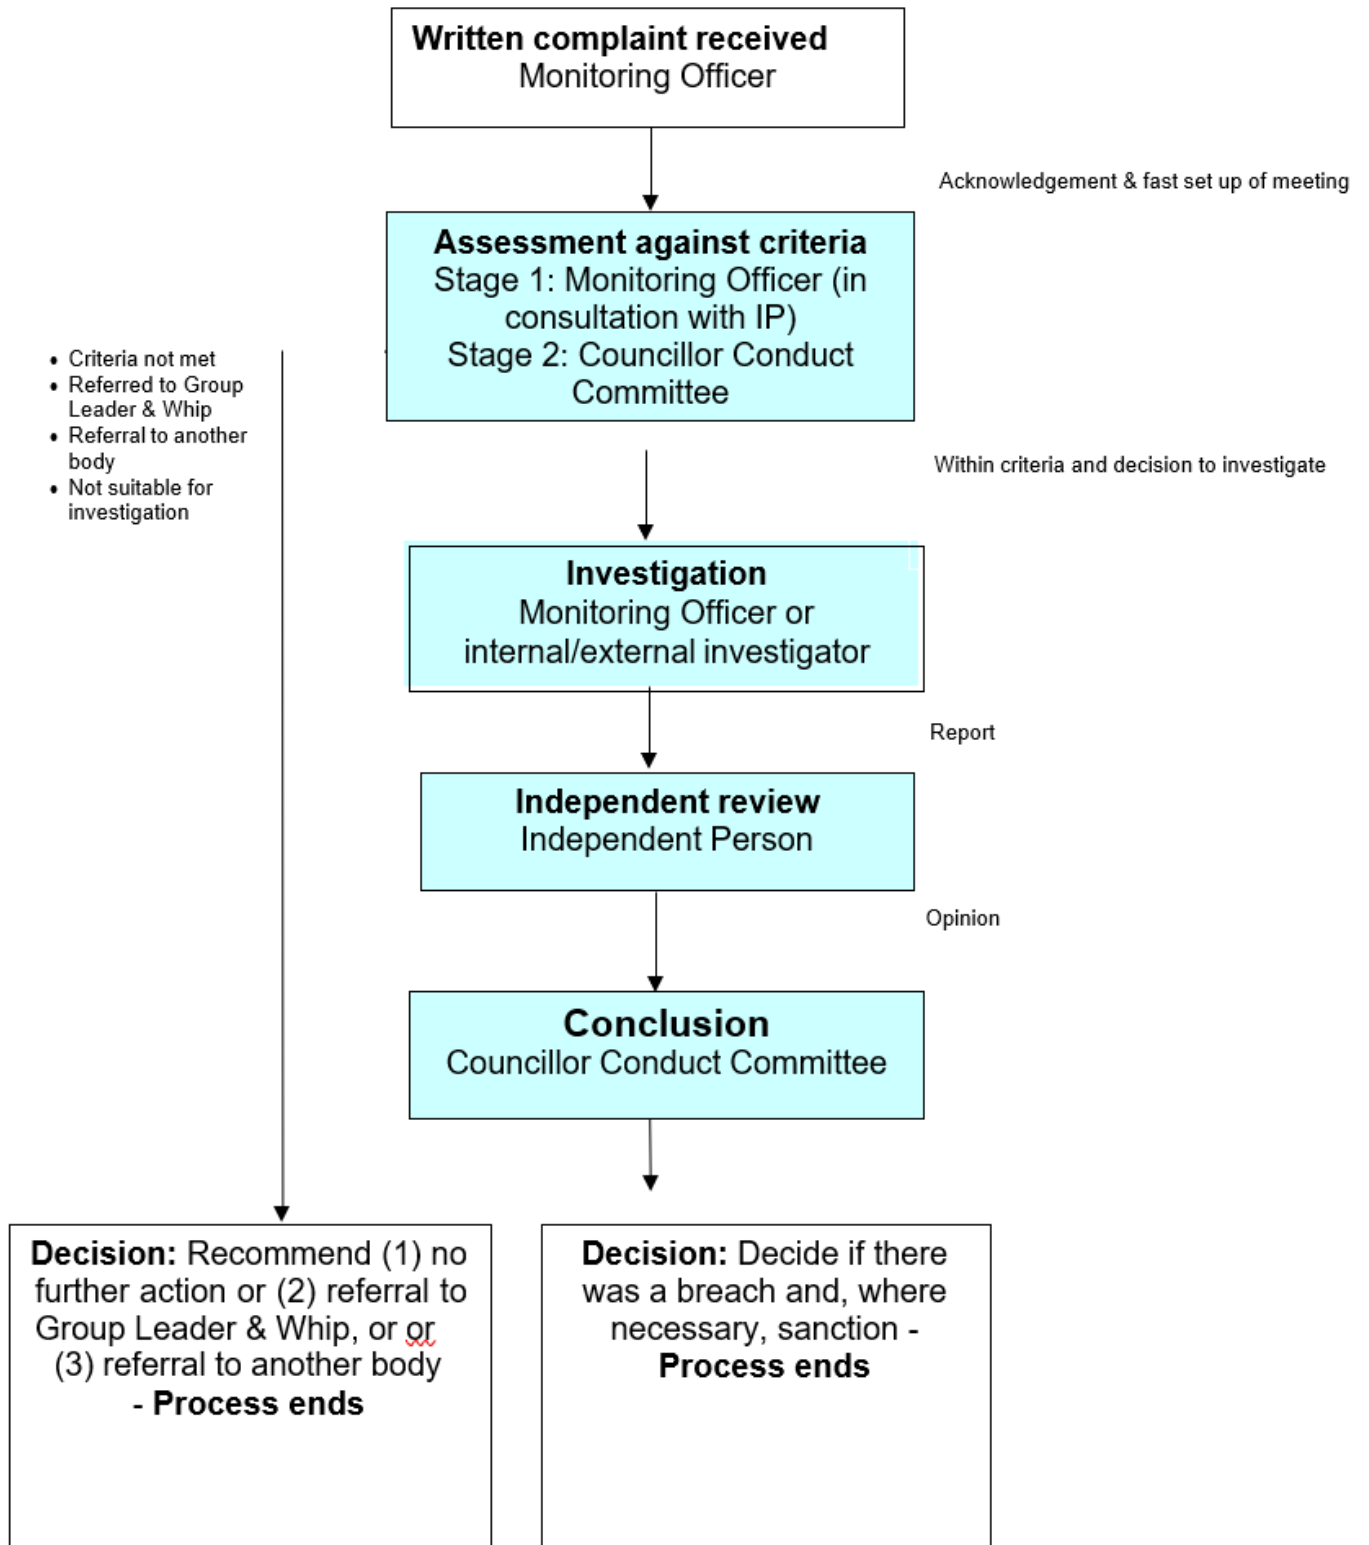 Written complaint received
Monitoring Officer
Acknowledgement & fast set up of meeting
Assessment against criteria
Stage 1: Monitoring Officer (in
consultation with IP)
Stage 2: Councillor Conduct
Committee
• Criteria not met
• Referred to Group
Leader & Whip
• Referral to another
body
• Not suitable for
investigation
Within criteria and decision to investigate
Investigation
Monitoring Officer or
internal/external investigator
Report
Independent review
Independent Person
Opinion
Conclusion
Councillor Conduct Committee
Decision: Recommend (1) no
further action or (2) referral to
Group Leader & Whip, or or
(3) referral to another body
- Process ends
Decision: Decide if there
was a breach and, where
necessary, sanction -
Process ends